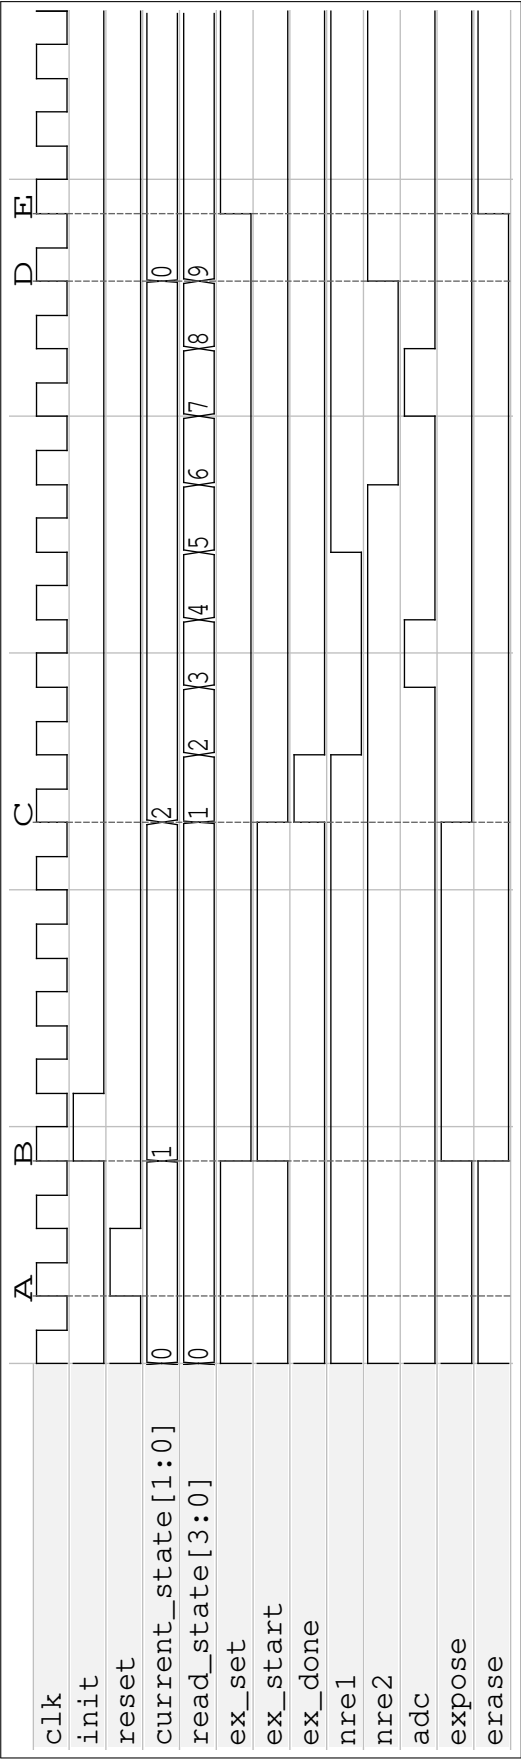 A B C D E
clk
init
reset
current_state[1:0] 0 1 2 0
read_state[3:0] 0 1 2 3 4 5 6 7 8 9
ex_set
ex_start
ex_done
nre1
nre2
adc
expose
erase